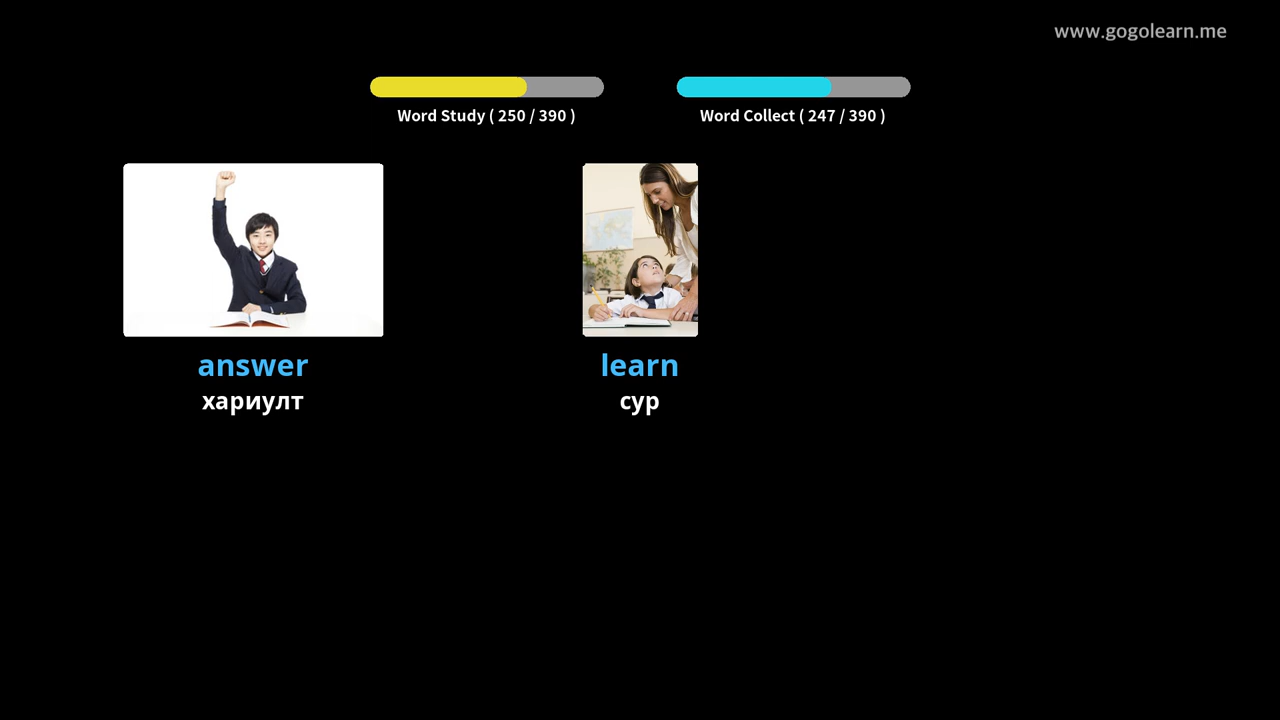 www.gogolearn.me
Word Study ( 250 / 390 )
Word Collect ( 247 / 390 )
answer
хариулт
learn
сур